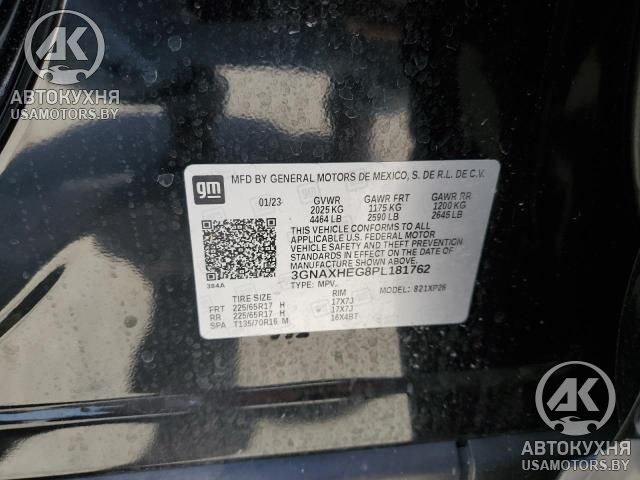 АК
АВТОКУХНЯ
USAMOTORS.BY
gm
MFD BY GENERAL MOTORS DE MEXICO, S. DE R.L. DE C.V.
01/23 GVWR GAWR FRT GAWR RR
2025 KG 1175 KG 1200 KG
4464 LB 2590 LB 2645 LB
THIS VEHICLE CONFORMS TO ALL
APPLICABLE U.S. FEDERAL MOTOR
VEHICLE SAFETY AND THEFT PREVENTION
STANDARDS IN EFFECT ON THE DATE OF
MANUFACTURE SHOWN ABOVE.
3GNAXHEG8PL181762
384A
TYPE: MPV. MODEL: 821XP26
TIRE SIZE RIM
FRT 225/65R17 H 17X7J
RR 225/65R17 H 17X7J
SPA T135/70R16 M 16X4BT
АК
АВТОКУХНЯ
USAMOTORS.BY